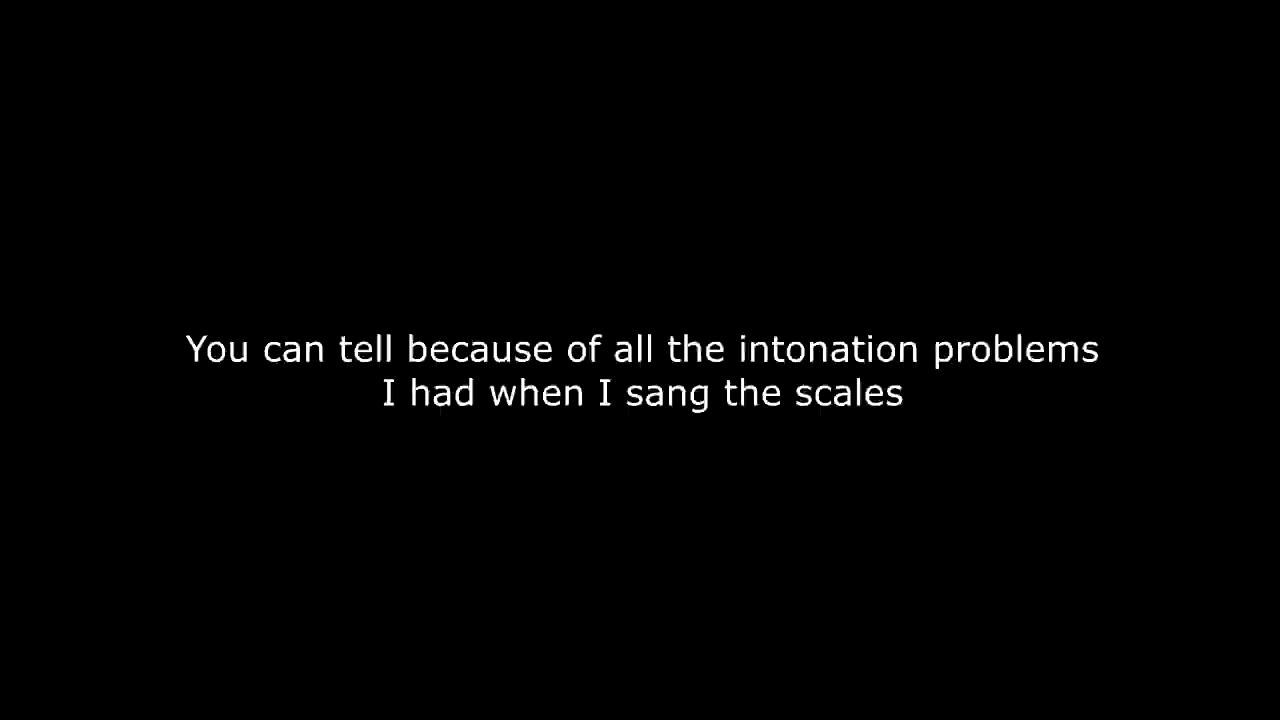 You can tell because of all the intonation problems
I had when I sang the scales